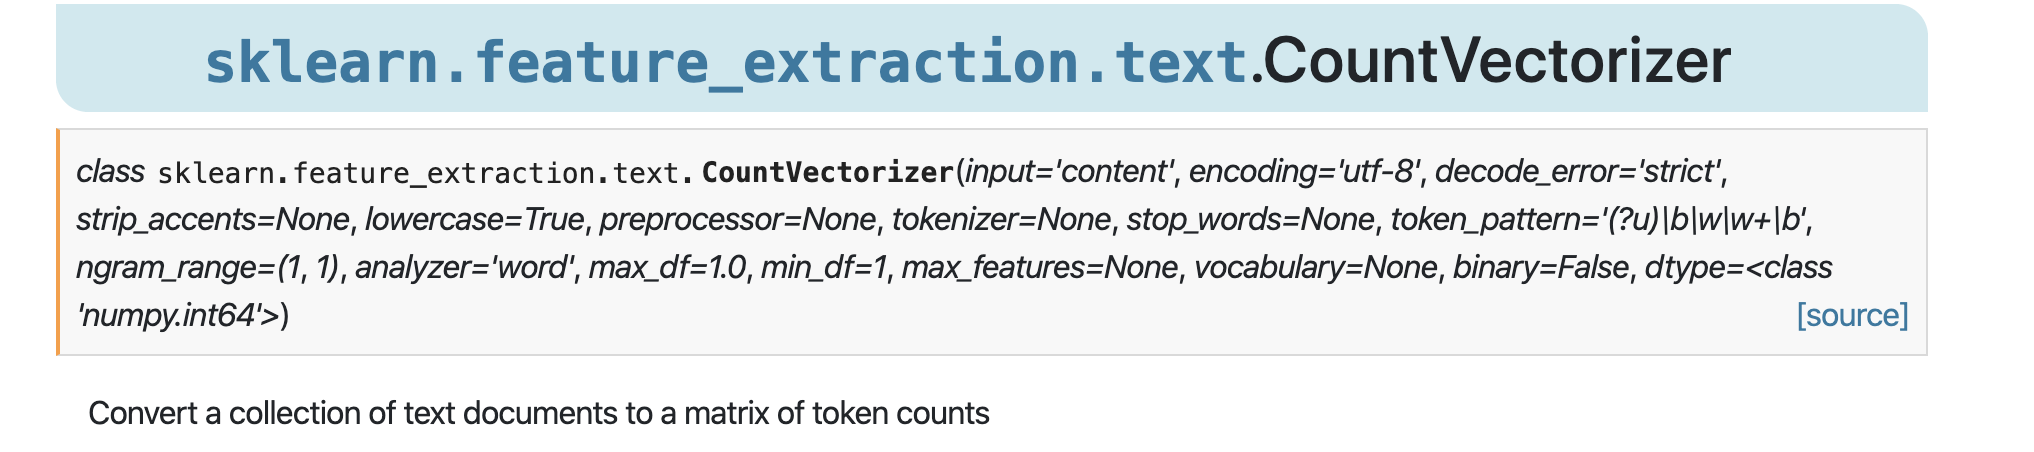 sklearn.feature_extraction.text.CountVectorizer
class sklearn.feature_extraction.text.CountVectorizer(input='content', encoding='utf-8', decode_error='strict',
strip_accents=None, lowercase=True, preprocessor=None, tokenizer=None, stop_words=None, token_pattern='(?u)\b\w\w+\b',
ngram_range=(1, 1), analyzer='word', max_df=1.0, min_df=1, max_features=None, vocabulary=None, binary=False, dtype=<class
'numpy.int64'>) [source]
Convert a collection of text documents to a matrix of token counts